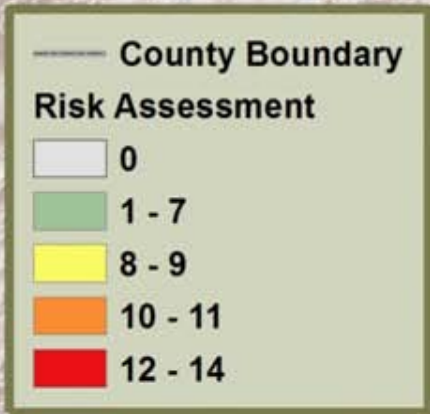 County Boundary
Risk Assessment
0
1 - 7
8 - 9
10 - 11
12 - 14